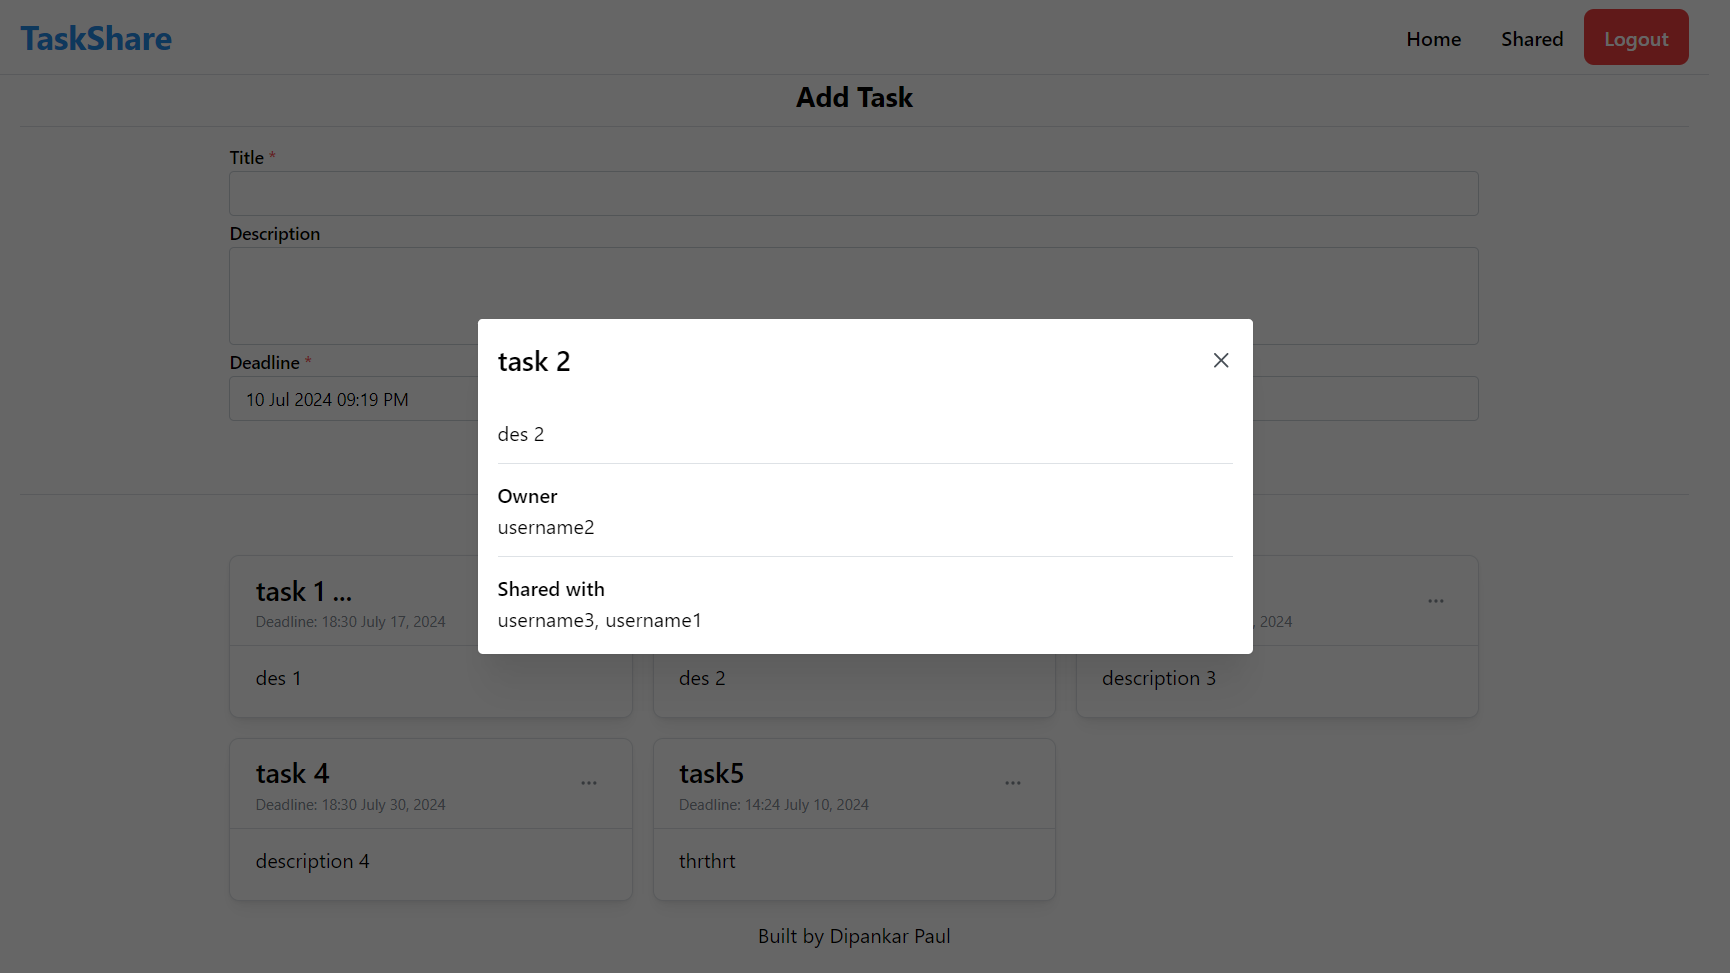 TaskShare
Home Shared Logout
Add Task
Title *
Description
Deadline *
10 Jul 2024 09:19 PM
task 2
des 2
Owner
username2
Shared with
username3, username1
task 1 ...
Deadline: 18:30 July 17, 2024
des 1
des 2
, 2024
description 3
task 4
Deadline: 18:30 July 30, 2024
description 4
task5
Deadline: 14:24 July 10, 2024
thrthrt
Built by Dipankar Paul